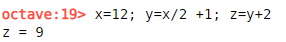 octave:19> x=12; y=x/2 +1; z=y+2
z = 9